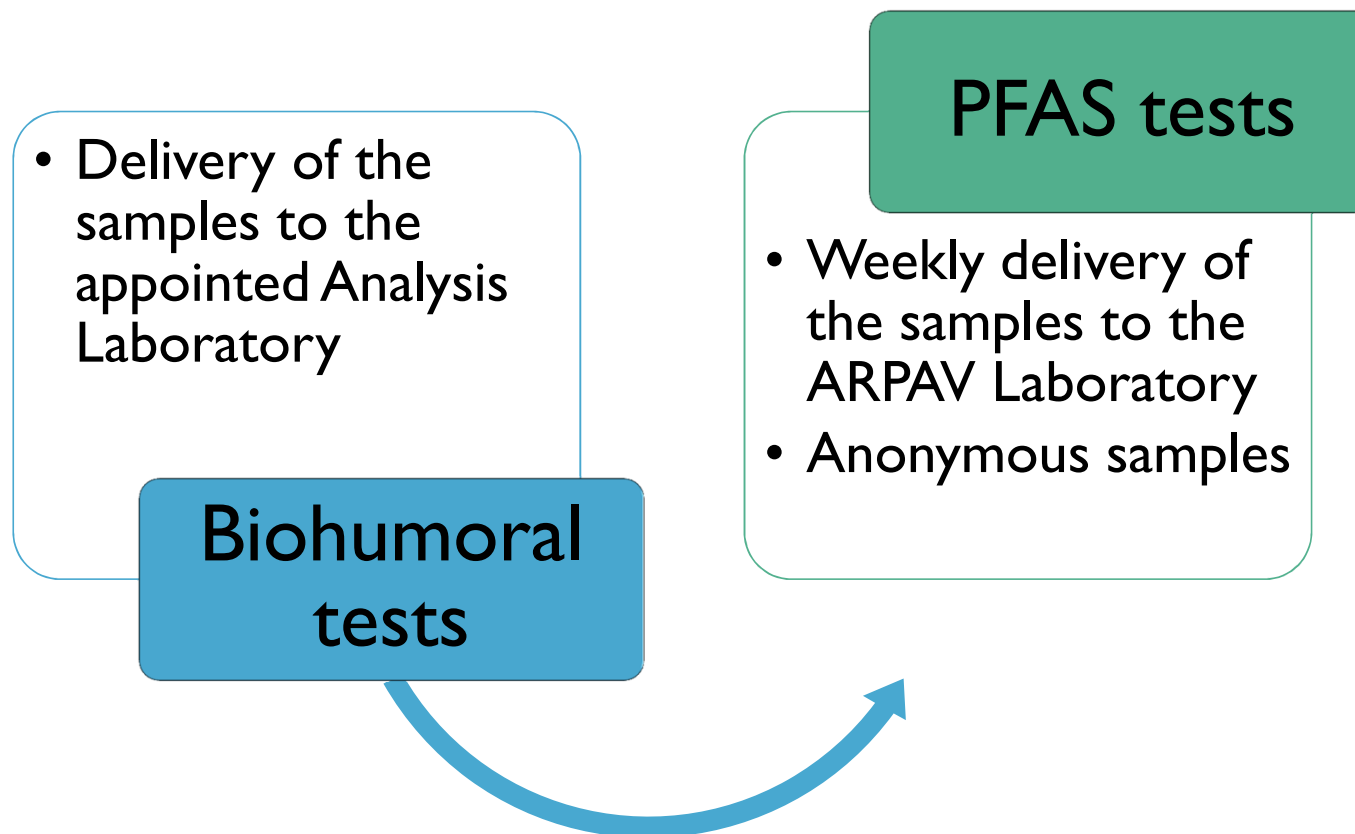 • Delivery of the
samples to the
appointed Analysis
Laboratory
Biohumoral
tests
PFAS tests
• Weekly delivery of
the samples to the
ARPAV Laboratory
• Anonymous samples